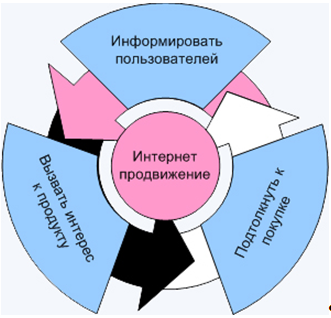 Информировать
пользователей
Интернет
продвижение
Вызвать интерес
к продукту
Подтолкнуть к
покупке